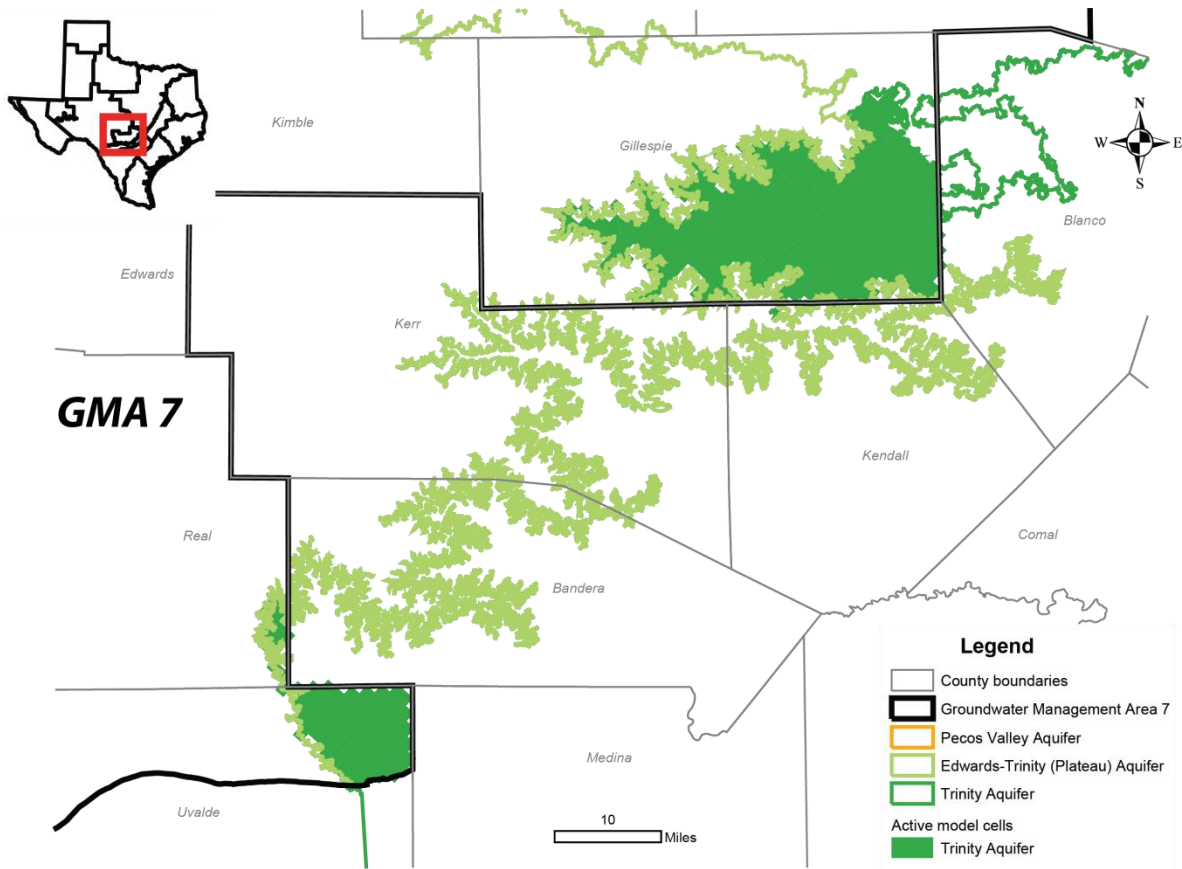 Kimble
Gillespie
N
W
E
S
Blanco
Edwards
Kerr
GMA 7
Kendall
Real
Comal
Bandera
Medina
Uvalde
10
Miles
Legend
County boundaries
Groundwater Management Area 7
Pecos Valley Aquifer
Edwards-Trinity (Plateau) Aquifer
Trinity Aquifer
Active model cells
Trinity Aquifer